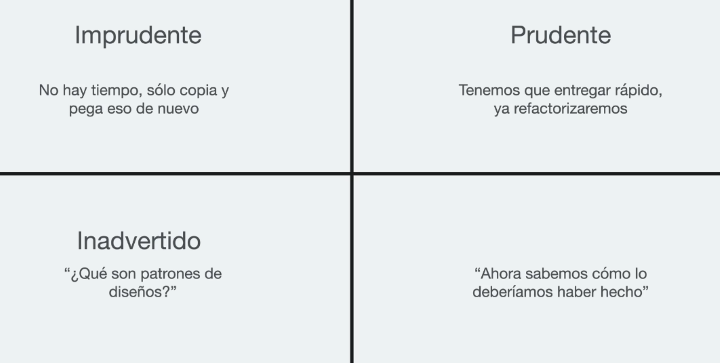 Imprudente
No hay tiempo, sólo copia y
pega eso de nuevo
Prudente
Tenemos que entregar rápido,
ya refactorizaremos
Inadvertido
“¿Qué son patrones de
diseños?”
“Ahora sabemos cómo lo
deberíamos haber hecho”